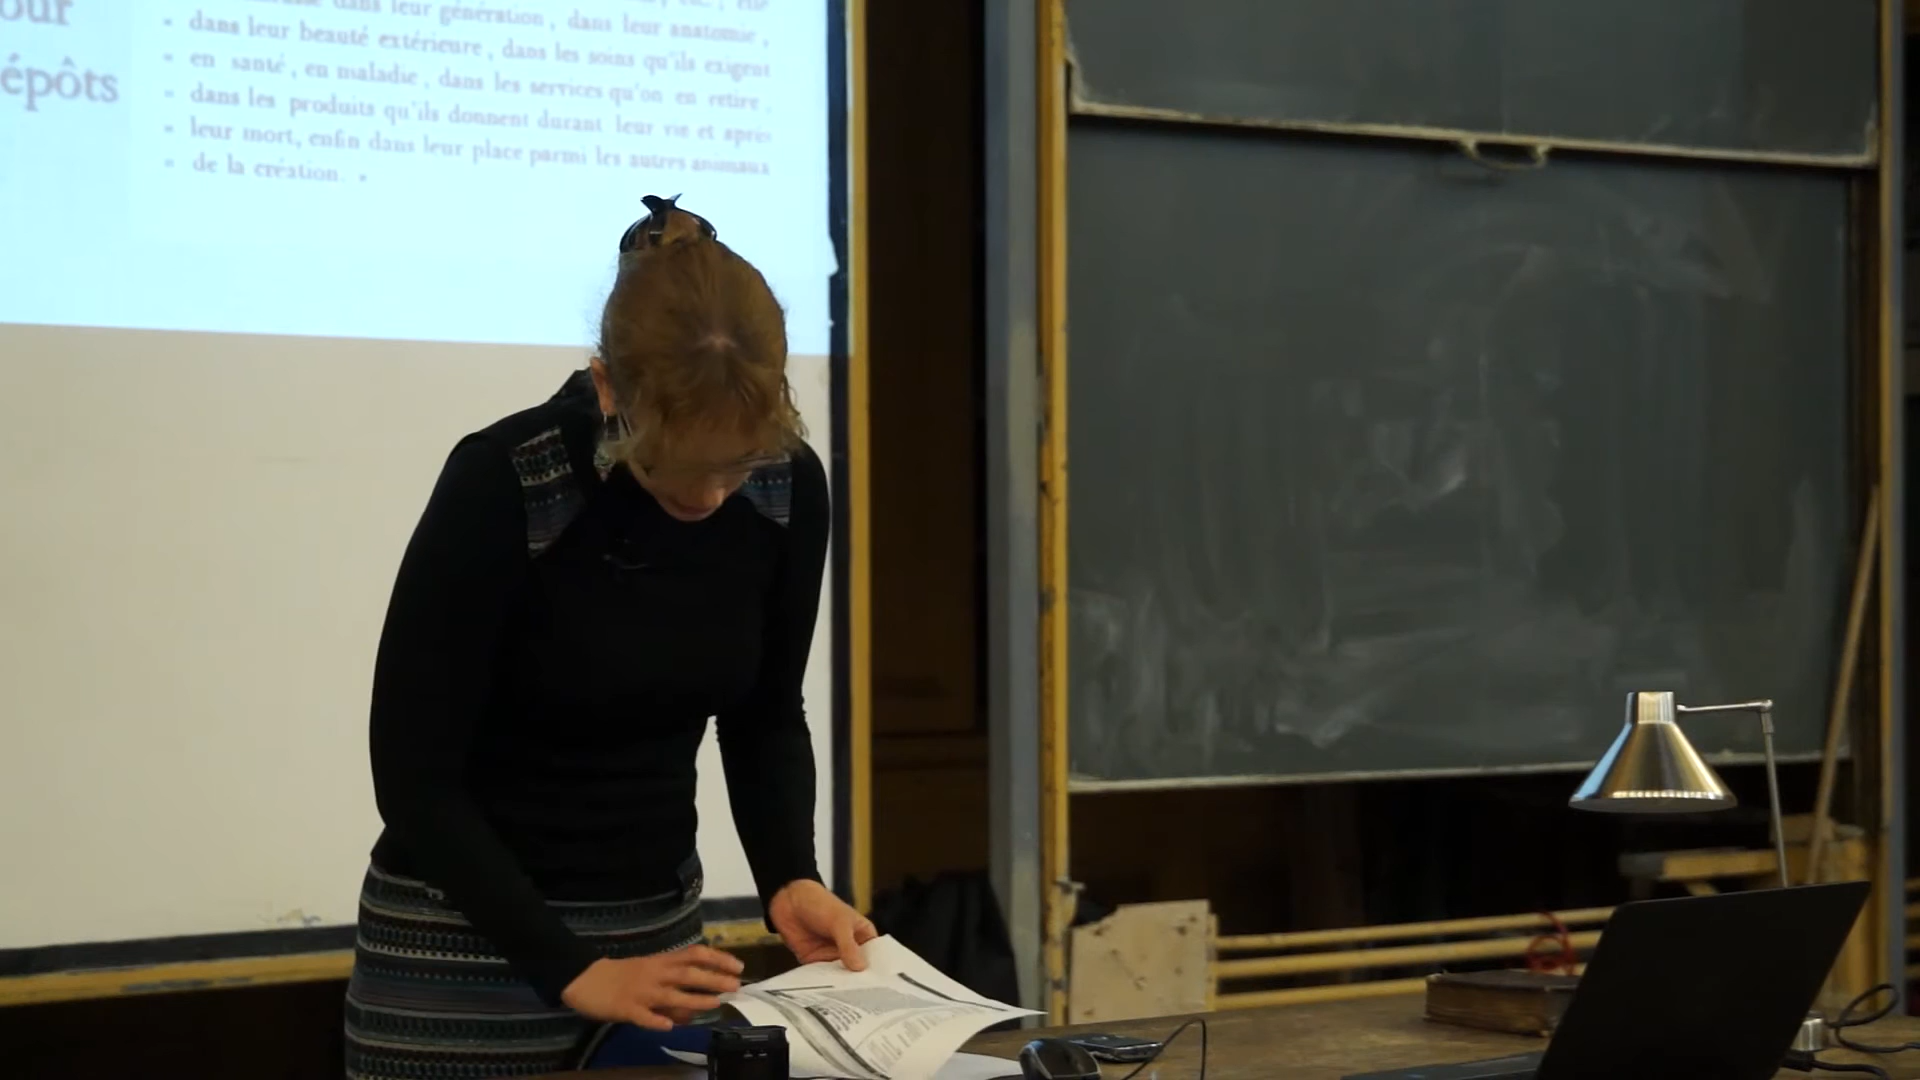 our
épôts
dans leur génération, dans leur anatomie,
« dans leur beauté extérieure, dans les soins qu'ils exigent
« en santé, en maladie, dans les services qu'on en retire,
« dans les produits qu'ils donnent durant leur vie et après
« leur mort, enfin dans leur place parmi les autres animaux
« de la création. »